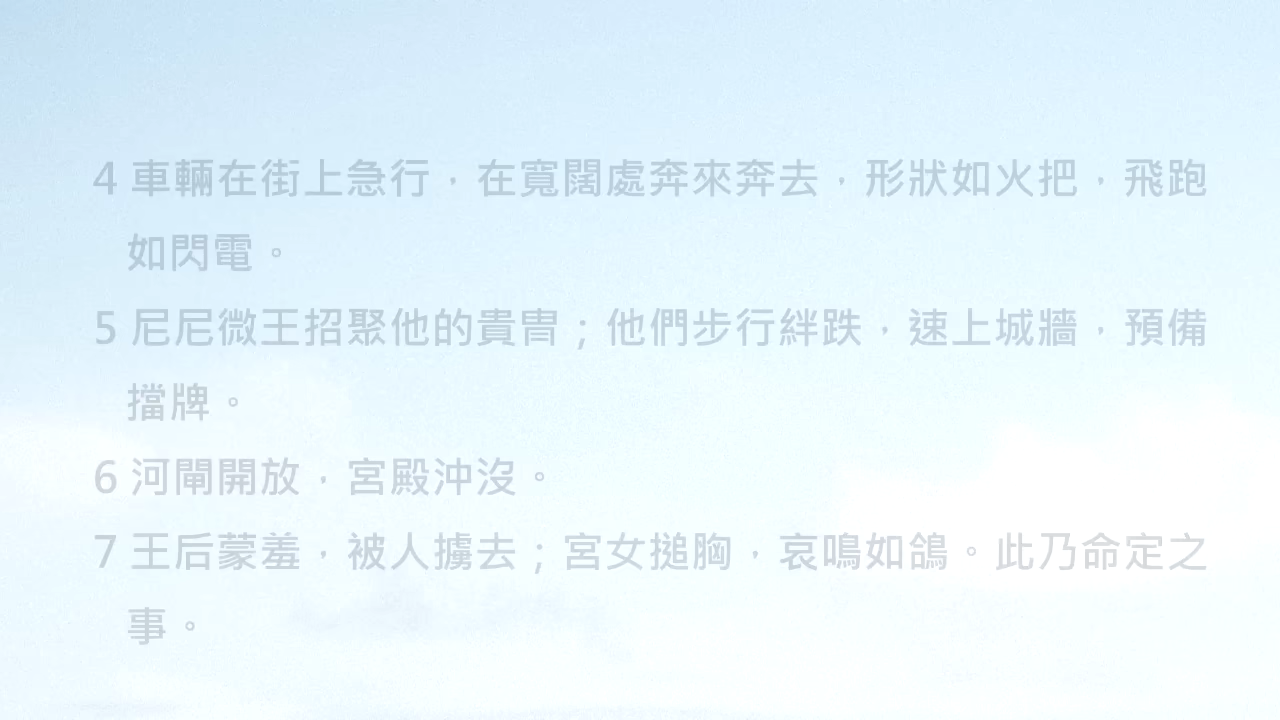 4 車輛在街上急行，在寬闊處奔來奔去，形狀如火把，飛跑
如閃電。
5 尼尼微王招聚他的貴冑；他們步行絆跌，速上城牆，預備
擋牌。
6 河閘開放，宮殿沖沒。
7 王后蒙羞，被人擄去；宮女搥胸，哀鳴如鴿。此乃命定之
事。